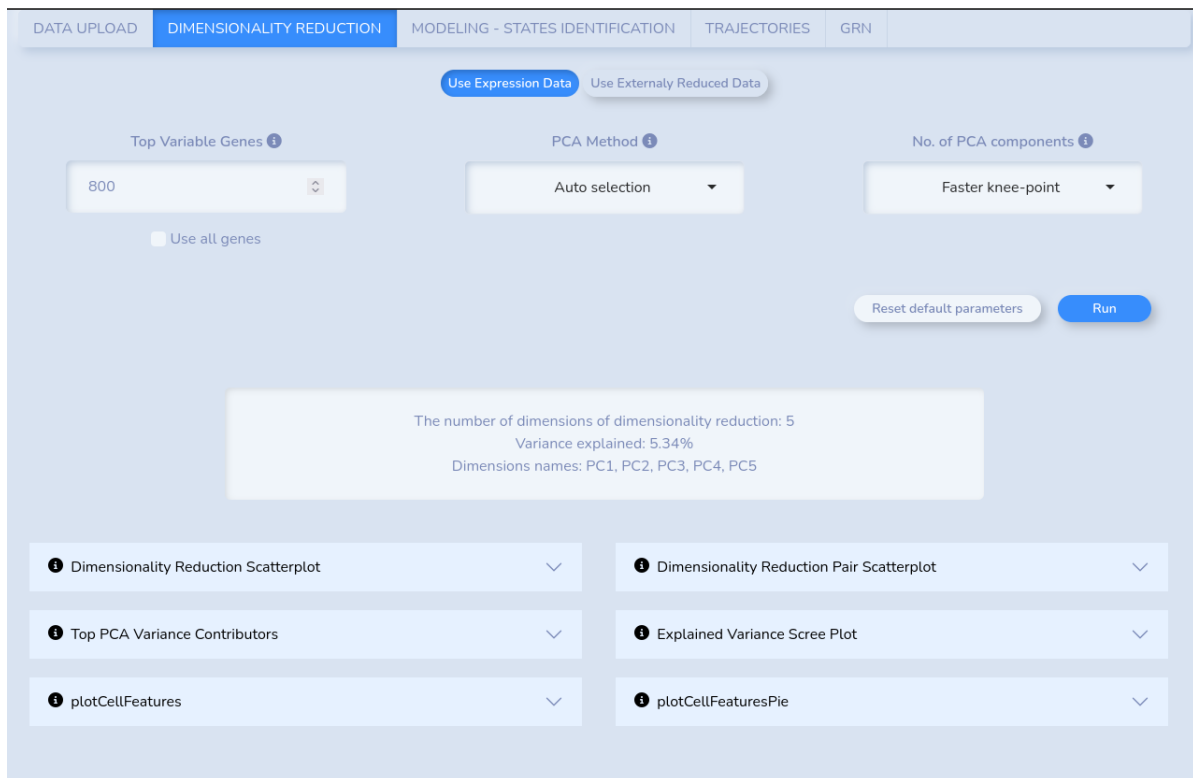 DATA UPLOAD DIMENSIONALITY REDUCTION MODELING - STATES IDENTIFICATION TRAJECTORIES GRN
Use Expression Data Use Externaly Reduced Data
Top Variable Genes PCA Method No. of PCA components
800 Auto selection Faster knee-point
Use all genes
Reset default parameters Run
The number of dimensions of dimensionality reduction: 5
Variance explained: 5.34%
Dimensions names: PC1, PC2, PC3, PC4, PC5
Dimensionality Reduction Scatterplot Dimensionality Reduction Pair Scatterplot
Top PCA Variance Contributors Explained Variance Scree Plot
plotCellFeatures plotCellFeaturesPie